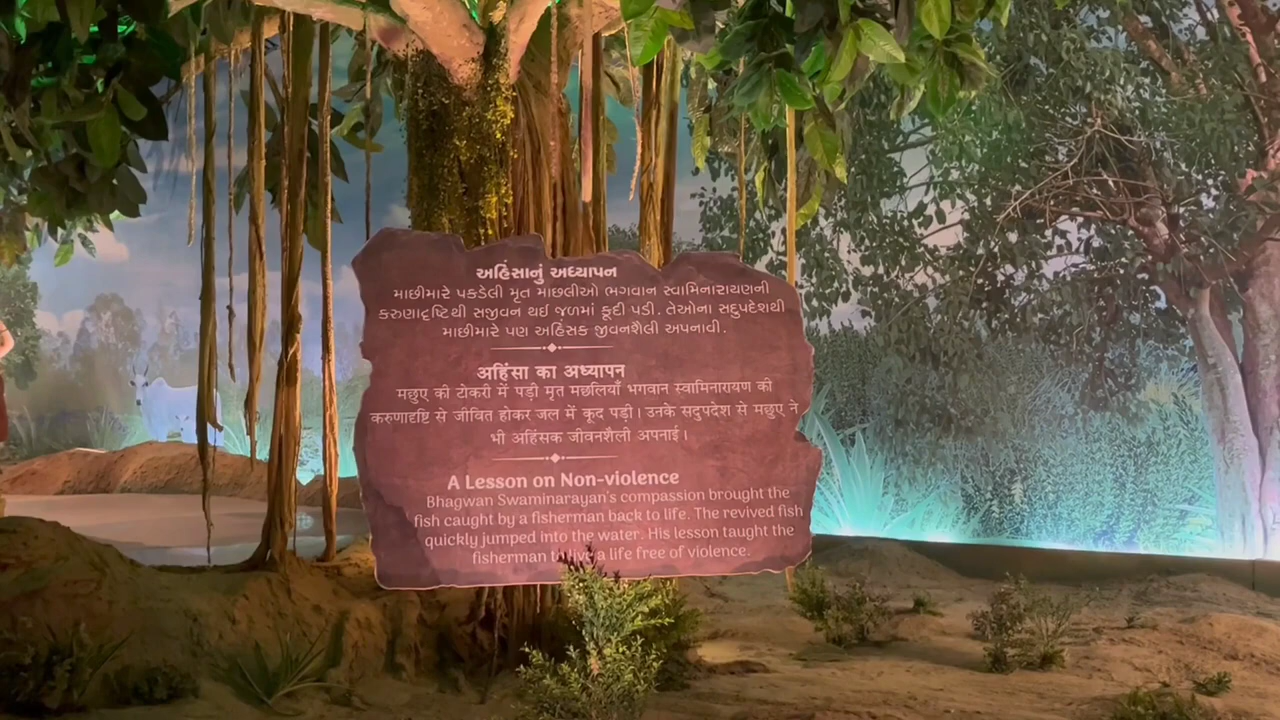 અહિંસાનું અધ્યાપન
માછીમારે પકડેલી મૃત માછલીઓ ભગવાન સ્વામિનારાયણની
કરુણાદૃષ્ટિથી સજીવન થઈ જળમાં કૂદી પડી. તેઓના સદુપદેશથી
માછીમારે પણ અહિંસક જીવનશૈલી અપનાવી.
अहिंसा का अध्यापन
मछुए की टोकरी में पड़ी मृत मछलियाँ भगवान स्वामिनारायण की
करुणादृष्टि से जीवित होकर जल में कूद पड़ी। उनके सदुपदेश से मछुए ने
भी अहिंसक जीवनशैली अपनाई।
A Lesson on Non-violence
Bhagwan Swaminarayan's compassion brought the
fish caught by a fisherman back to life. The revived fish
quickly jumped into the water. His lesson taught the
fisherman to live a life free of violence.